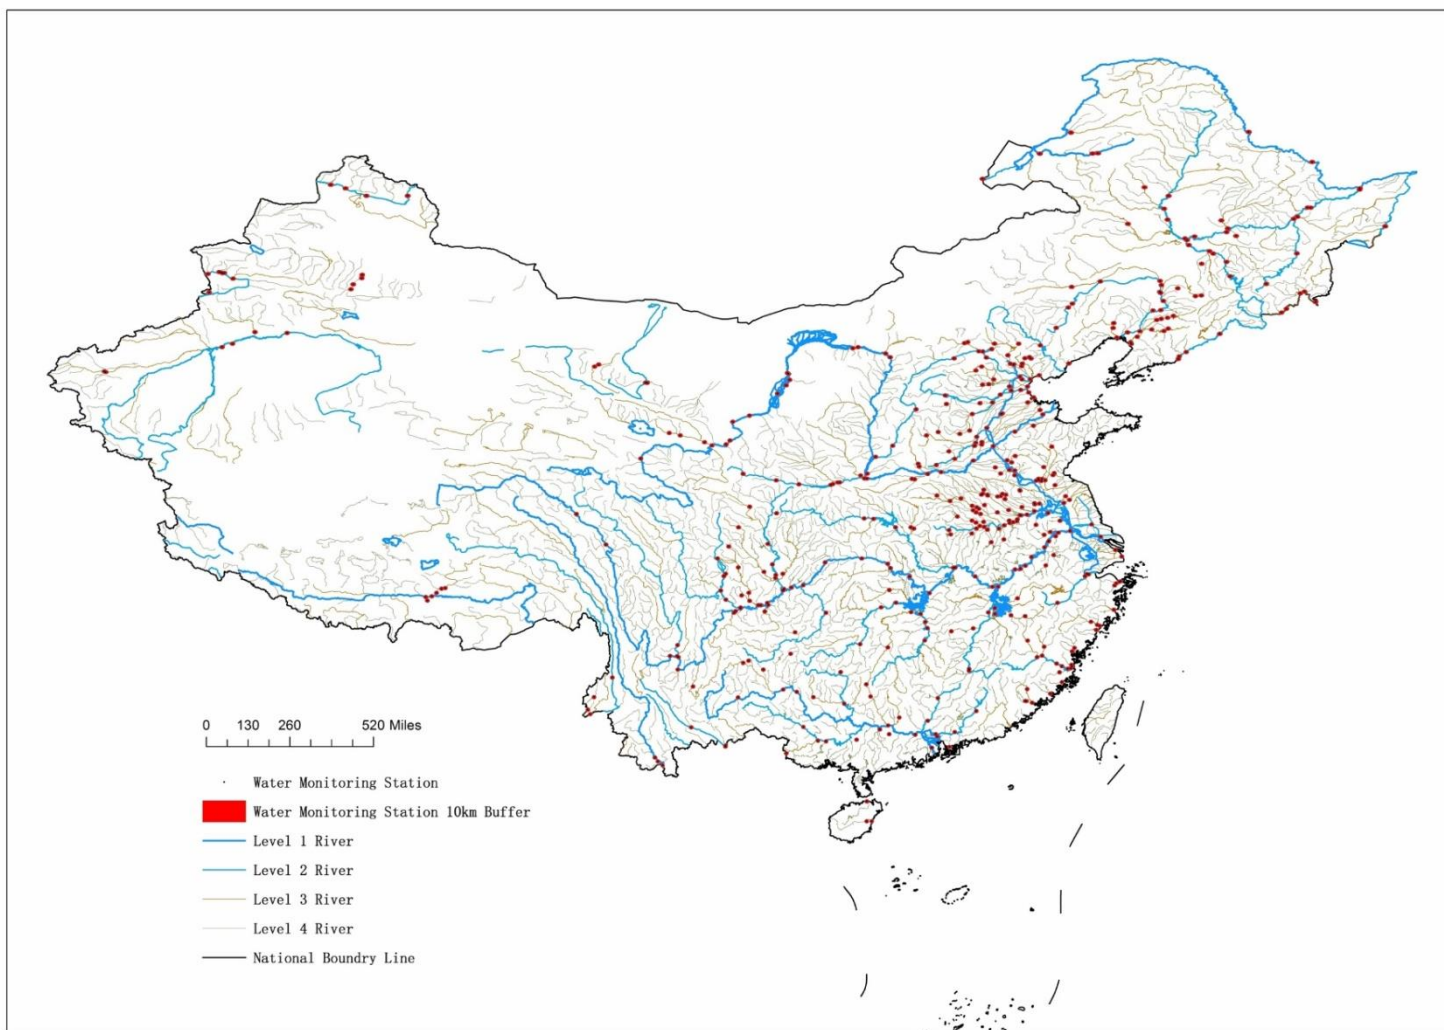 0 130 260 520 Miles
Water Monitoring Station
Water Monitoring Station 10km Buffer
Level 1 River
Level 2 River
Level 3 River
Level 4 River
National Boundry Line